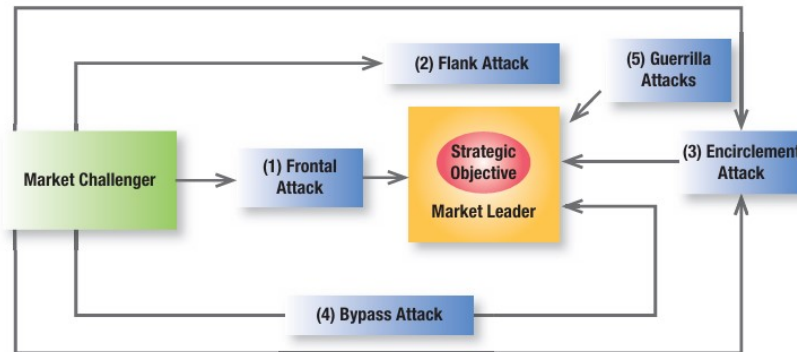 (2) Flank Attack
(5) Guerrilla
Attacks
Market Challenger
(1) Frontal
Attack
Strategic
Objective
Market Leader
(3) Encirclement
Attack
(4) Bypass Attack